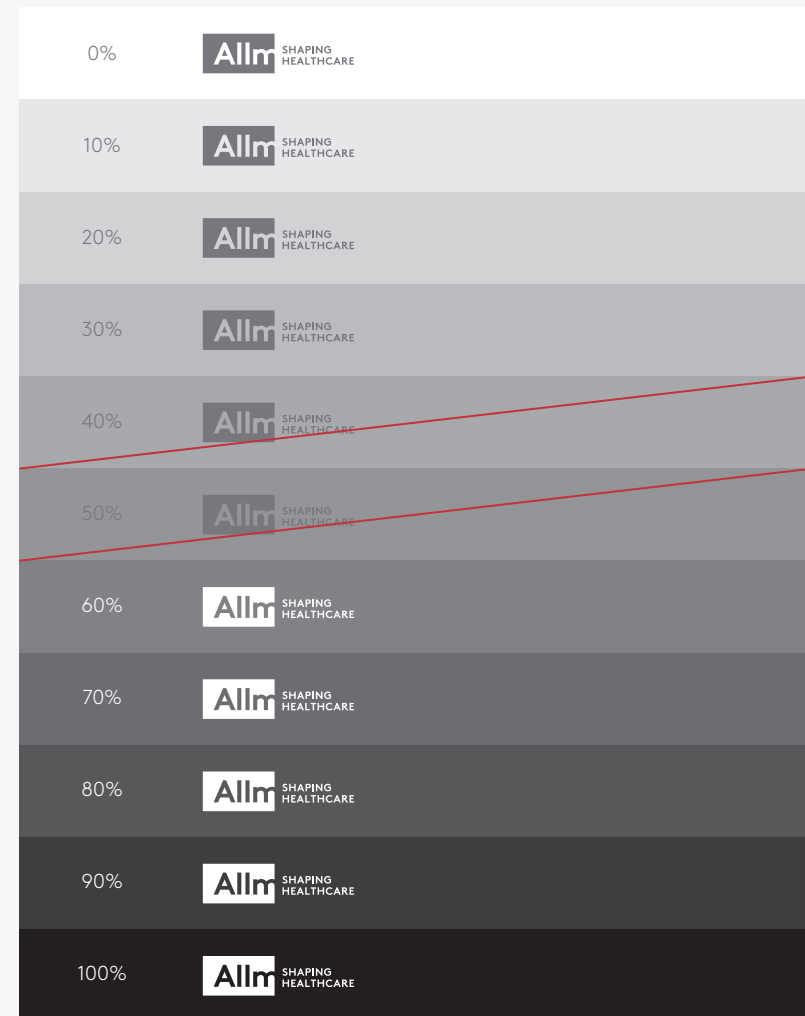 0%
Allm SHAPING
HEALTHCARE
10%
Allm SHAPING
HEALTHCARE
20%
Allm SHAPING
HEALTHCARE
30%
Allm SHAPING
HEALTHCARE
40%
Allm SHAPING
HEALTHCARE
50%
Allm SHAPING
HEALTHCARE
60%
Allm SHAPING
HEALTHCARE
70%
Allm SHAPING
HEALTHCARE
80%
Allm SHAPING
HEALTHCARE
90%
Allm SHAPING
HEALTHCARE
100%
Allm SHAPING
HEALTHCARE